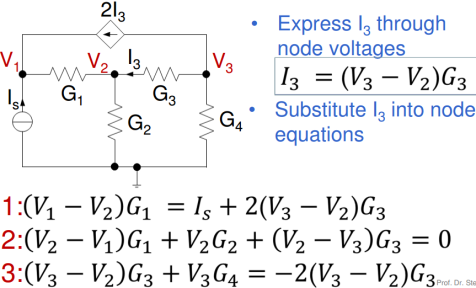 2I₃
V₁
V₂
I₃
V₃
G₁
G₃
Iₛ
G₂
G₄
• Express I₃ through
node voltages
I₃ = (V₃ − V₂)G₃
• Substitute I₃ into node
equations
1:(V₁ − V₂)G₁ = Iₛ + 2(V₃ − V₂)G₃
2:(V₂ − V₁)G₁ + V₂G₂ + (V₂ − V₃)G₃ = 0
3:(V₃ − V₂)G₃ + V₃G₄ = −2(V₃ − V₂)G₃
Prof. Dr. Ste